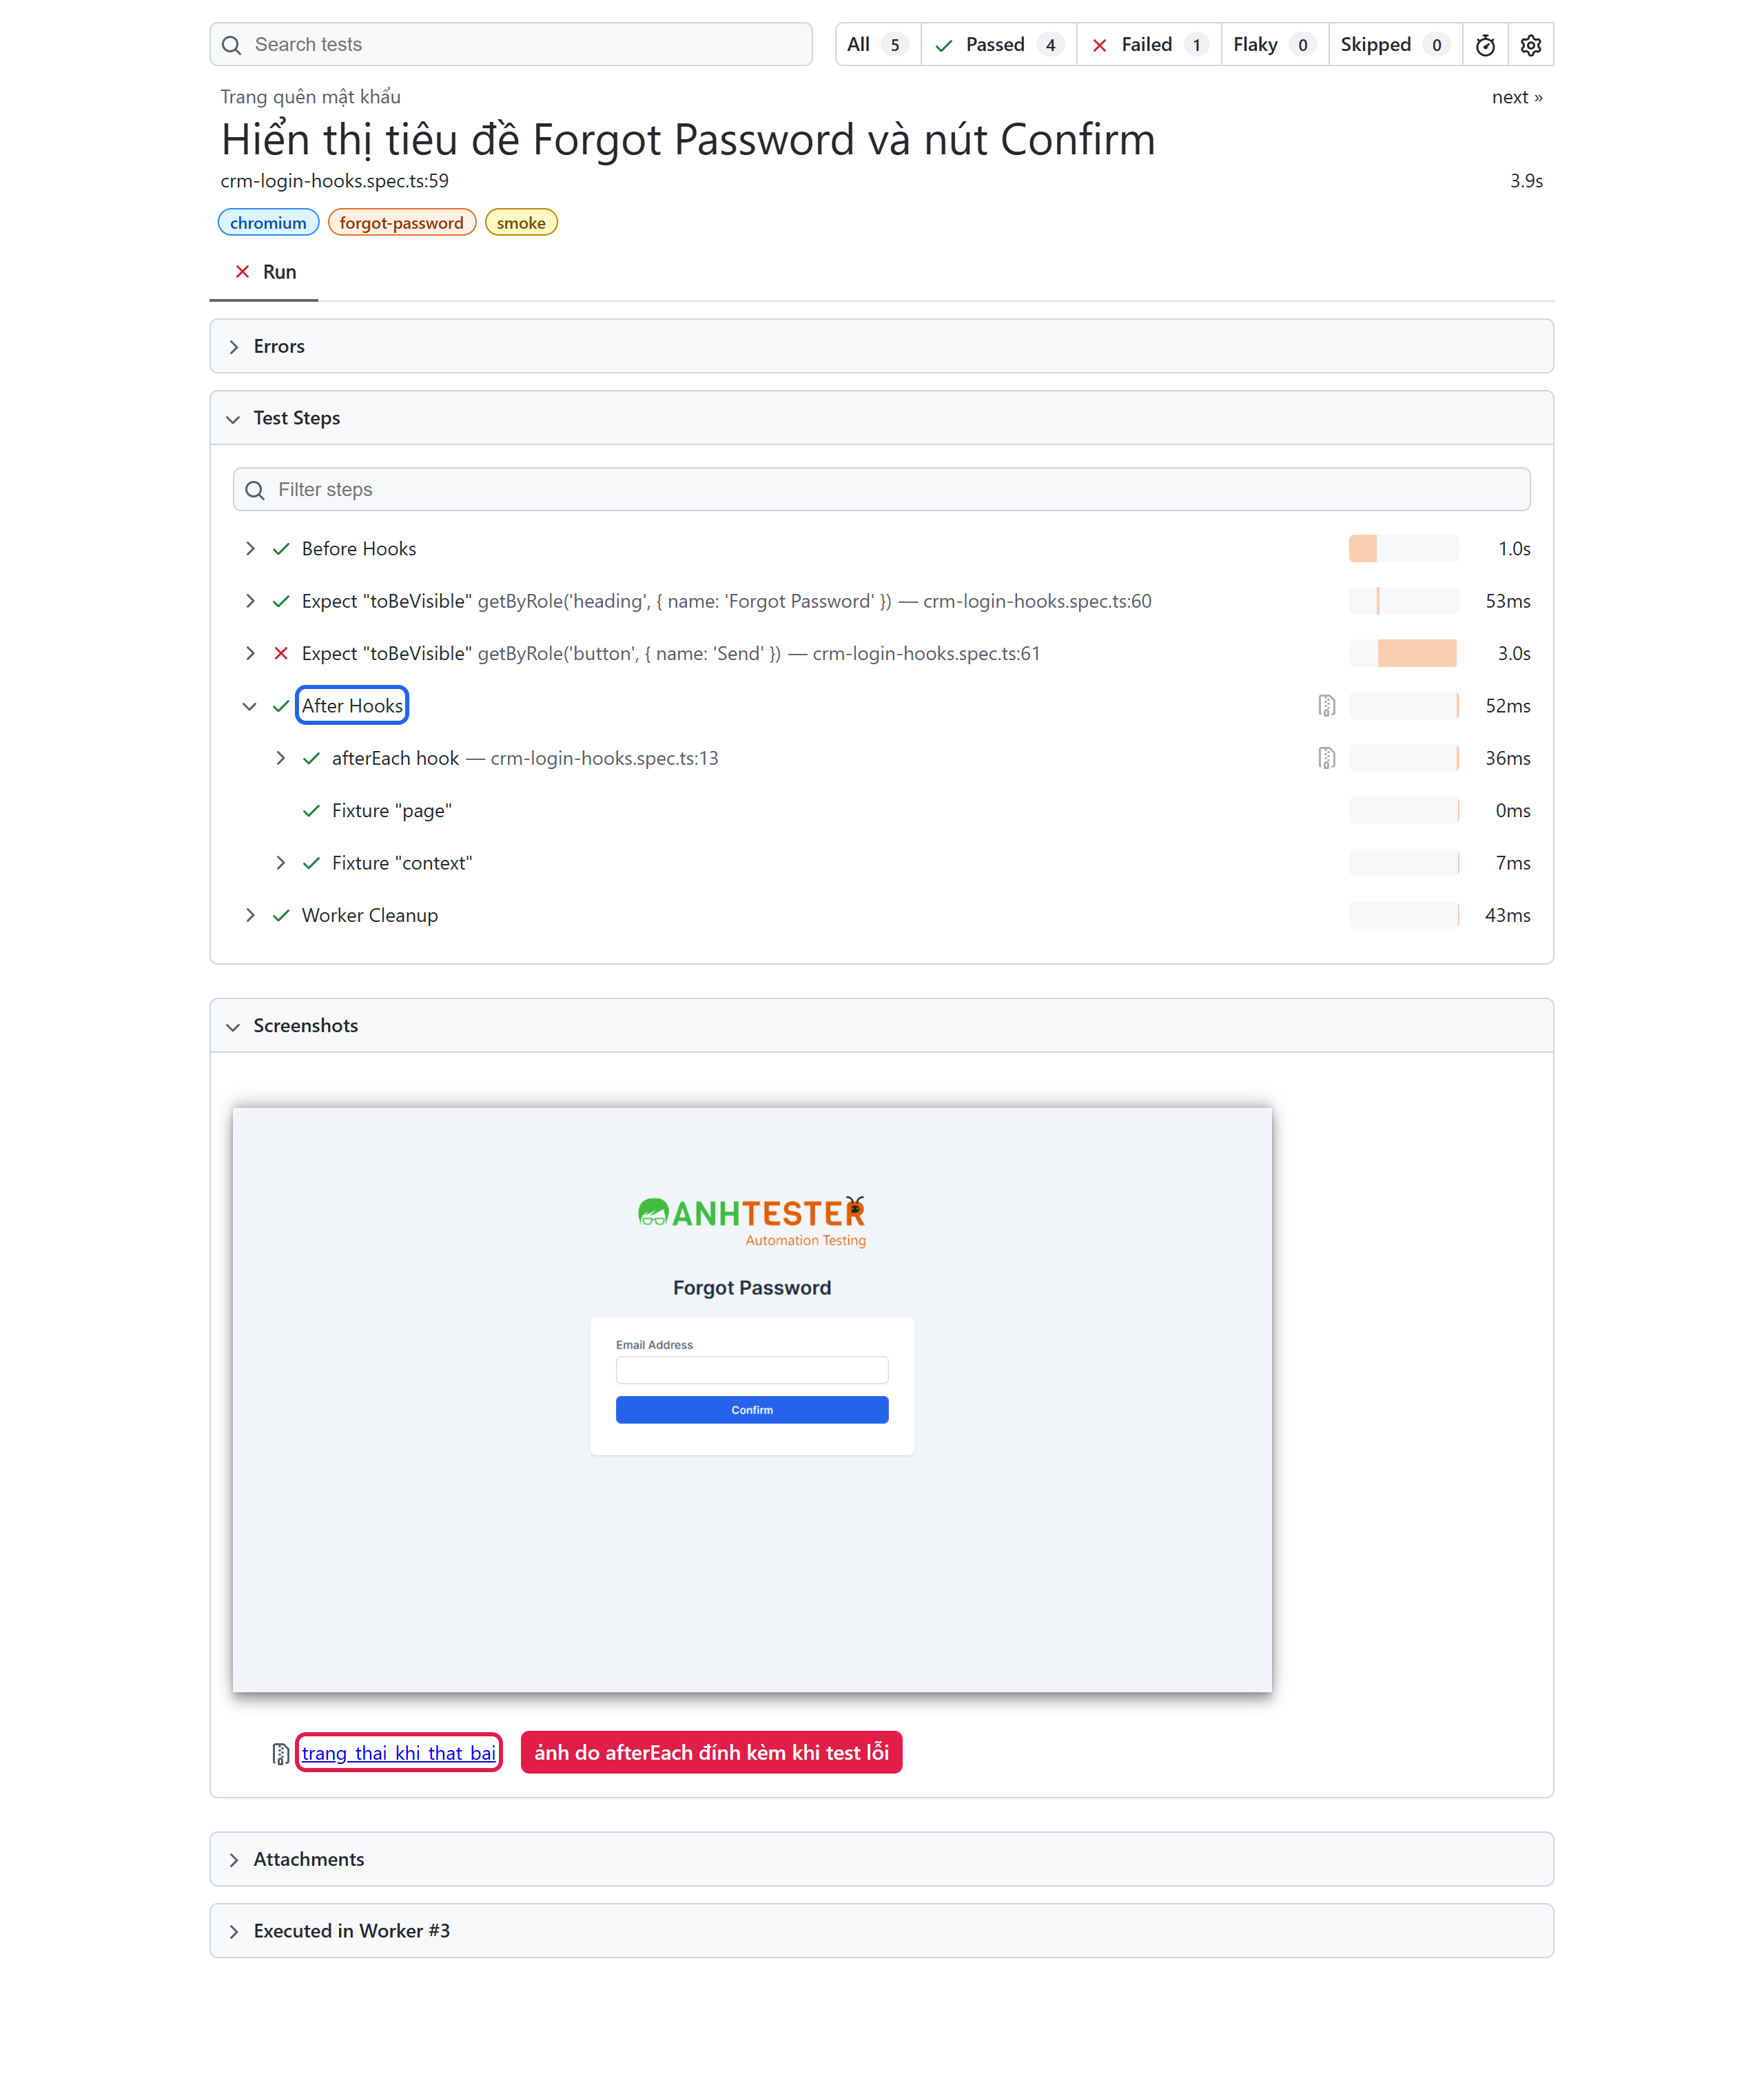 Search tests
All 5 Passed 4 Failed 1 Flaky 0 Skipped 0
Trang quên mật khẩu
next »
Hiển thị tiêu đề Forgot Password và nút Confirm
crm-login-hooks.spec.ts:59
3.9s
chromium forgot-password smoke
Run
Errors
Test Steps
Filter steps
Before Hooks 1.0s
Expect "toBeVisible" getByRole('heading', { name: 'Forgot Password' }) — crm-login-hooks.spec.ts:60 53ms
Expect "toBeVisible" getByRole('button', { name: 'Send' }) — crm-login-hooks.spec.ts:61 3.0s
After Hooks 52ms
afterEach hook — crm-login-hooks.spec.ts:13 36ms
Fixture "page" 0ms
Fixture "context" 7ms
Worker Cleanup 43ms
Screenshots
ANHTESTER
Automation Testing
Forgot Password
Email Address
Confirm
trang_thai_khi_that_bai
ảnh do afterEach đính kèm khi test lỗi
Attachments
Executed in Worker #3